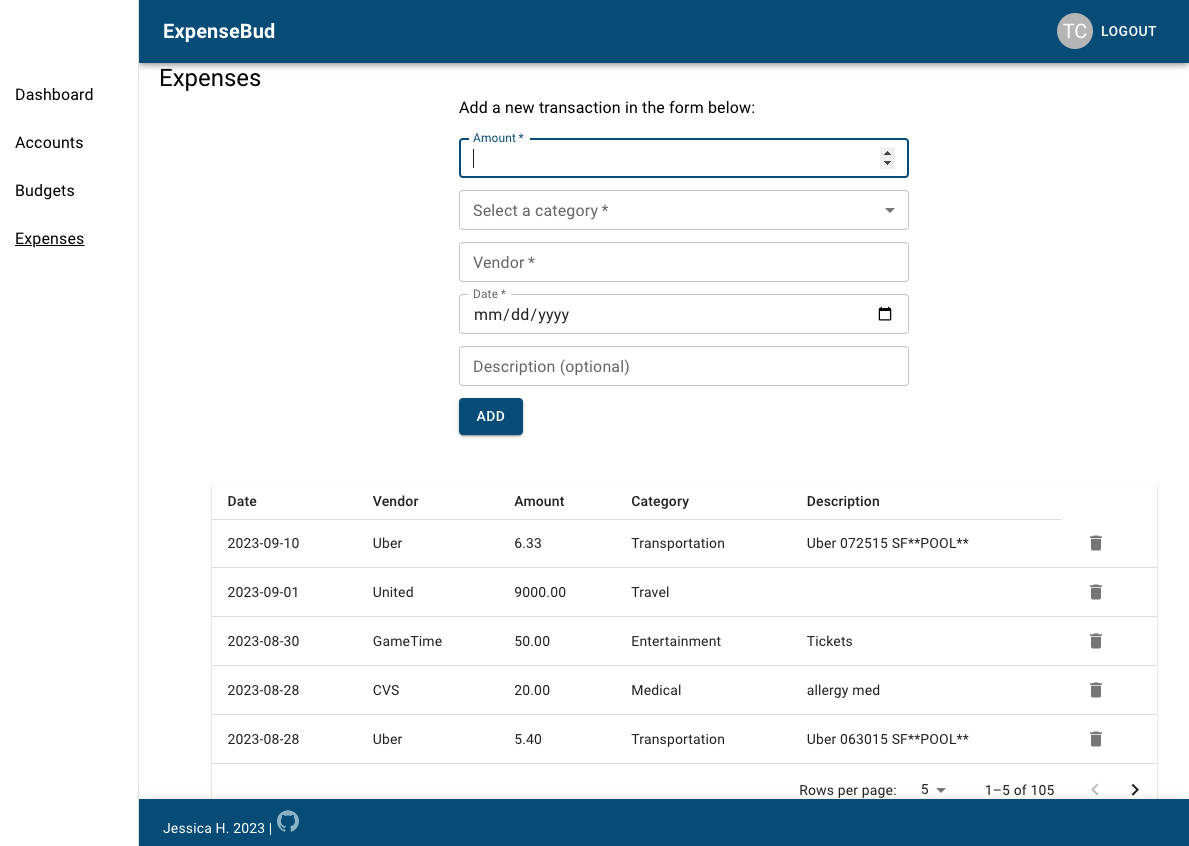 ExpenseBud
TC LOGOUT
Dashboard
Accounts
Budgets
Expenses
Expenses
Add a new transaction in the form below:
Amount *
Select a category *
Vendor *
Date *
mm/dd/yyyy
Description (optional)
ADD
Date Vendor Amount Category Description
2023-09-10 Uber 6.33 Transportation Uber 072515 SF**POOL**
2023-09-01 United 9000.00 Travel
2023-08-30 GameTime 50.00 Entertainment Tickets
2023-08-28 CVS 20.00 Medical allergy med
2023-08-28 Uber 5.40 Transportation Uber 063015 SF**POOL**
Rows per page: 5 1–5 of 105
Jessica H. 2023 |